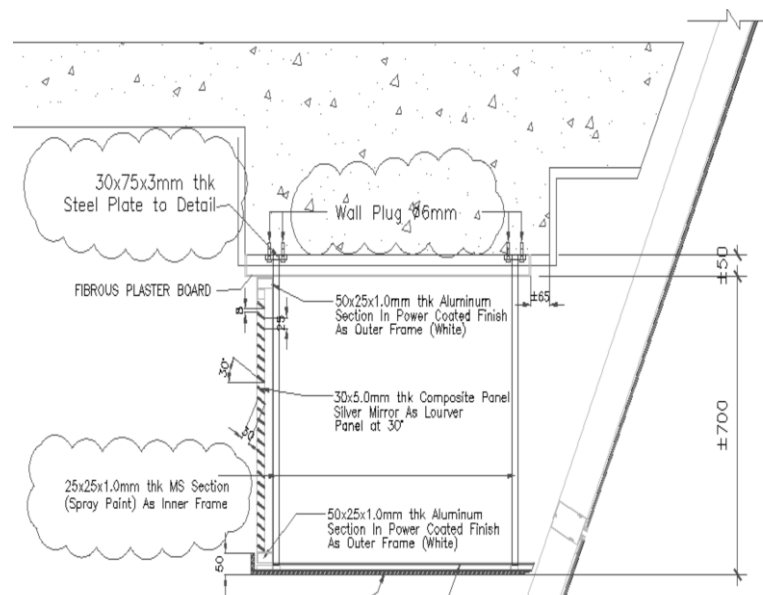 30x75x3mm thk
Steel Plate to Detail
Wall Plug Ø6mm
±50
FIBROUS PLASTER BOARD
±65
50x25x1.0mm thk Aluminum
Section In Power Coated Finish
As Outer Frame (White)
25
30°
30x5.0mm thk Composite Panel
Silver Mirror As Lourver
Panel at 30°
±700
30
25x25x1.0mm thk MS Section
(Spray Paint) As Inner Frame
50x25x1.0mm thk Aluminum
Section In Power Coated Finish
As Outer Frame (White)
50